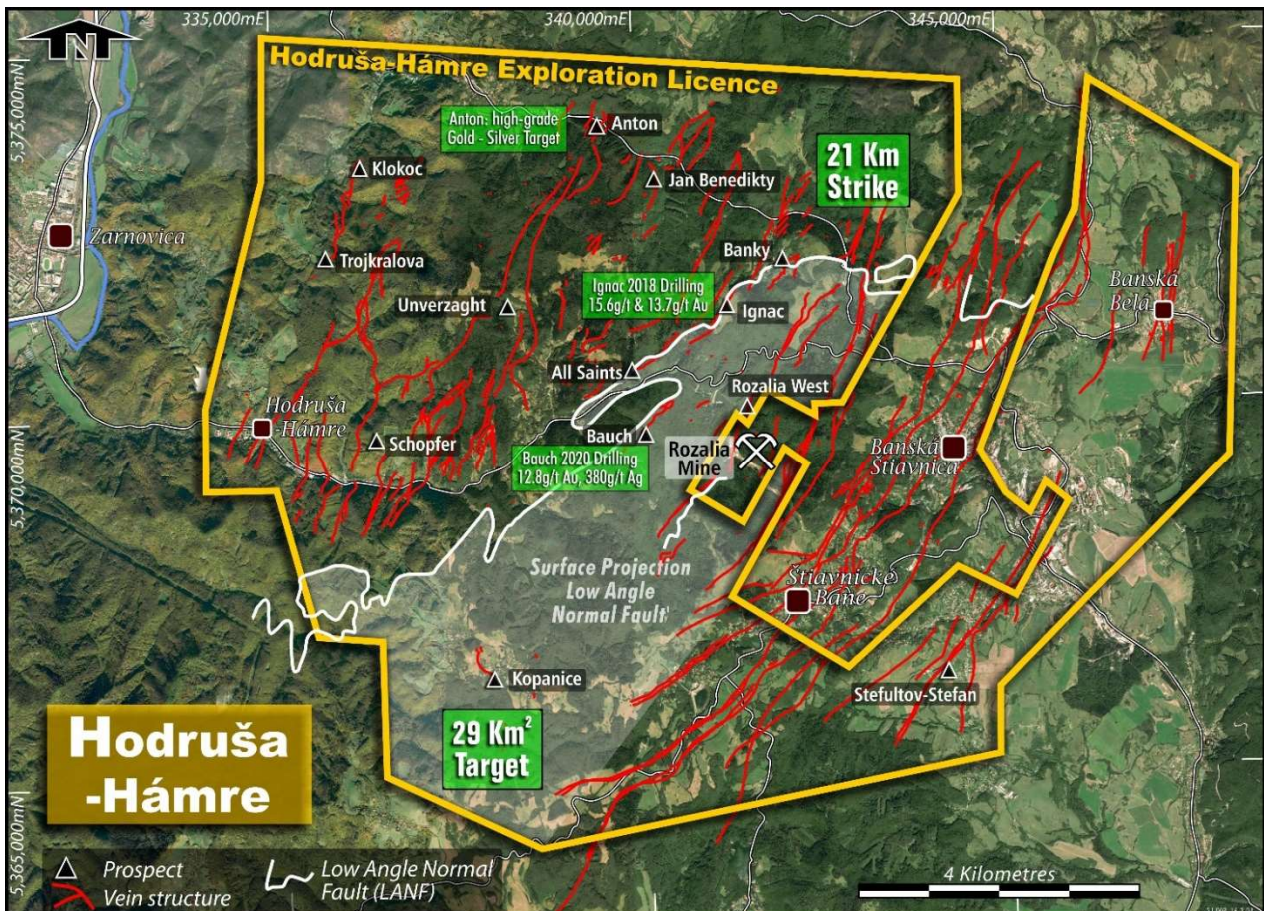 335,000mE
340,000mE
345,000mE
N
Hodruša-Hámre Exploration Licence
5,375,000mN
Anton: high-grade
Gold - Silver Target
Anton
21 Km
Strike
Klokoc
Jan Benedikty
Zarnovica
Trojkralova
Banky
Ignac 2018 Drilling
15.6g/t & 13.7g/t Au
Unverzaght
Ignac
Banská
Belá
All Saints
Rozalia West
Hodruša
Hámre
Schopfer
Bauch
Rozalia
Mine
Banská
Štiavnica
Bauch 2020 Drilling
12.8g/t Au, 380g/t Ag
5,370,000mN
Surface Projection
Low Angle
Normal Fault
Štiavnické
Bane
Kopanice
Stefultov-Stefan
29 Km²
Target
Hodruša
-Hámre
5,365,000mN
Prospect
Vein structure
Low Angle Normal
Fault (LANF)
4 Kilometres